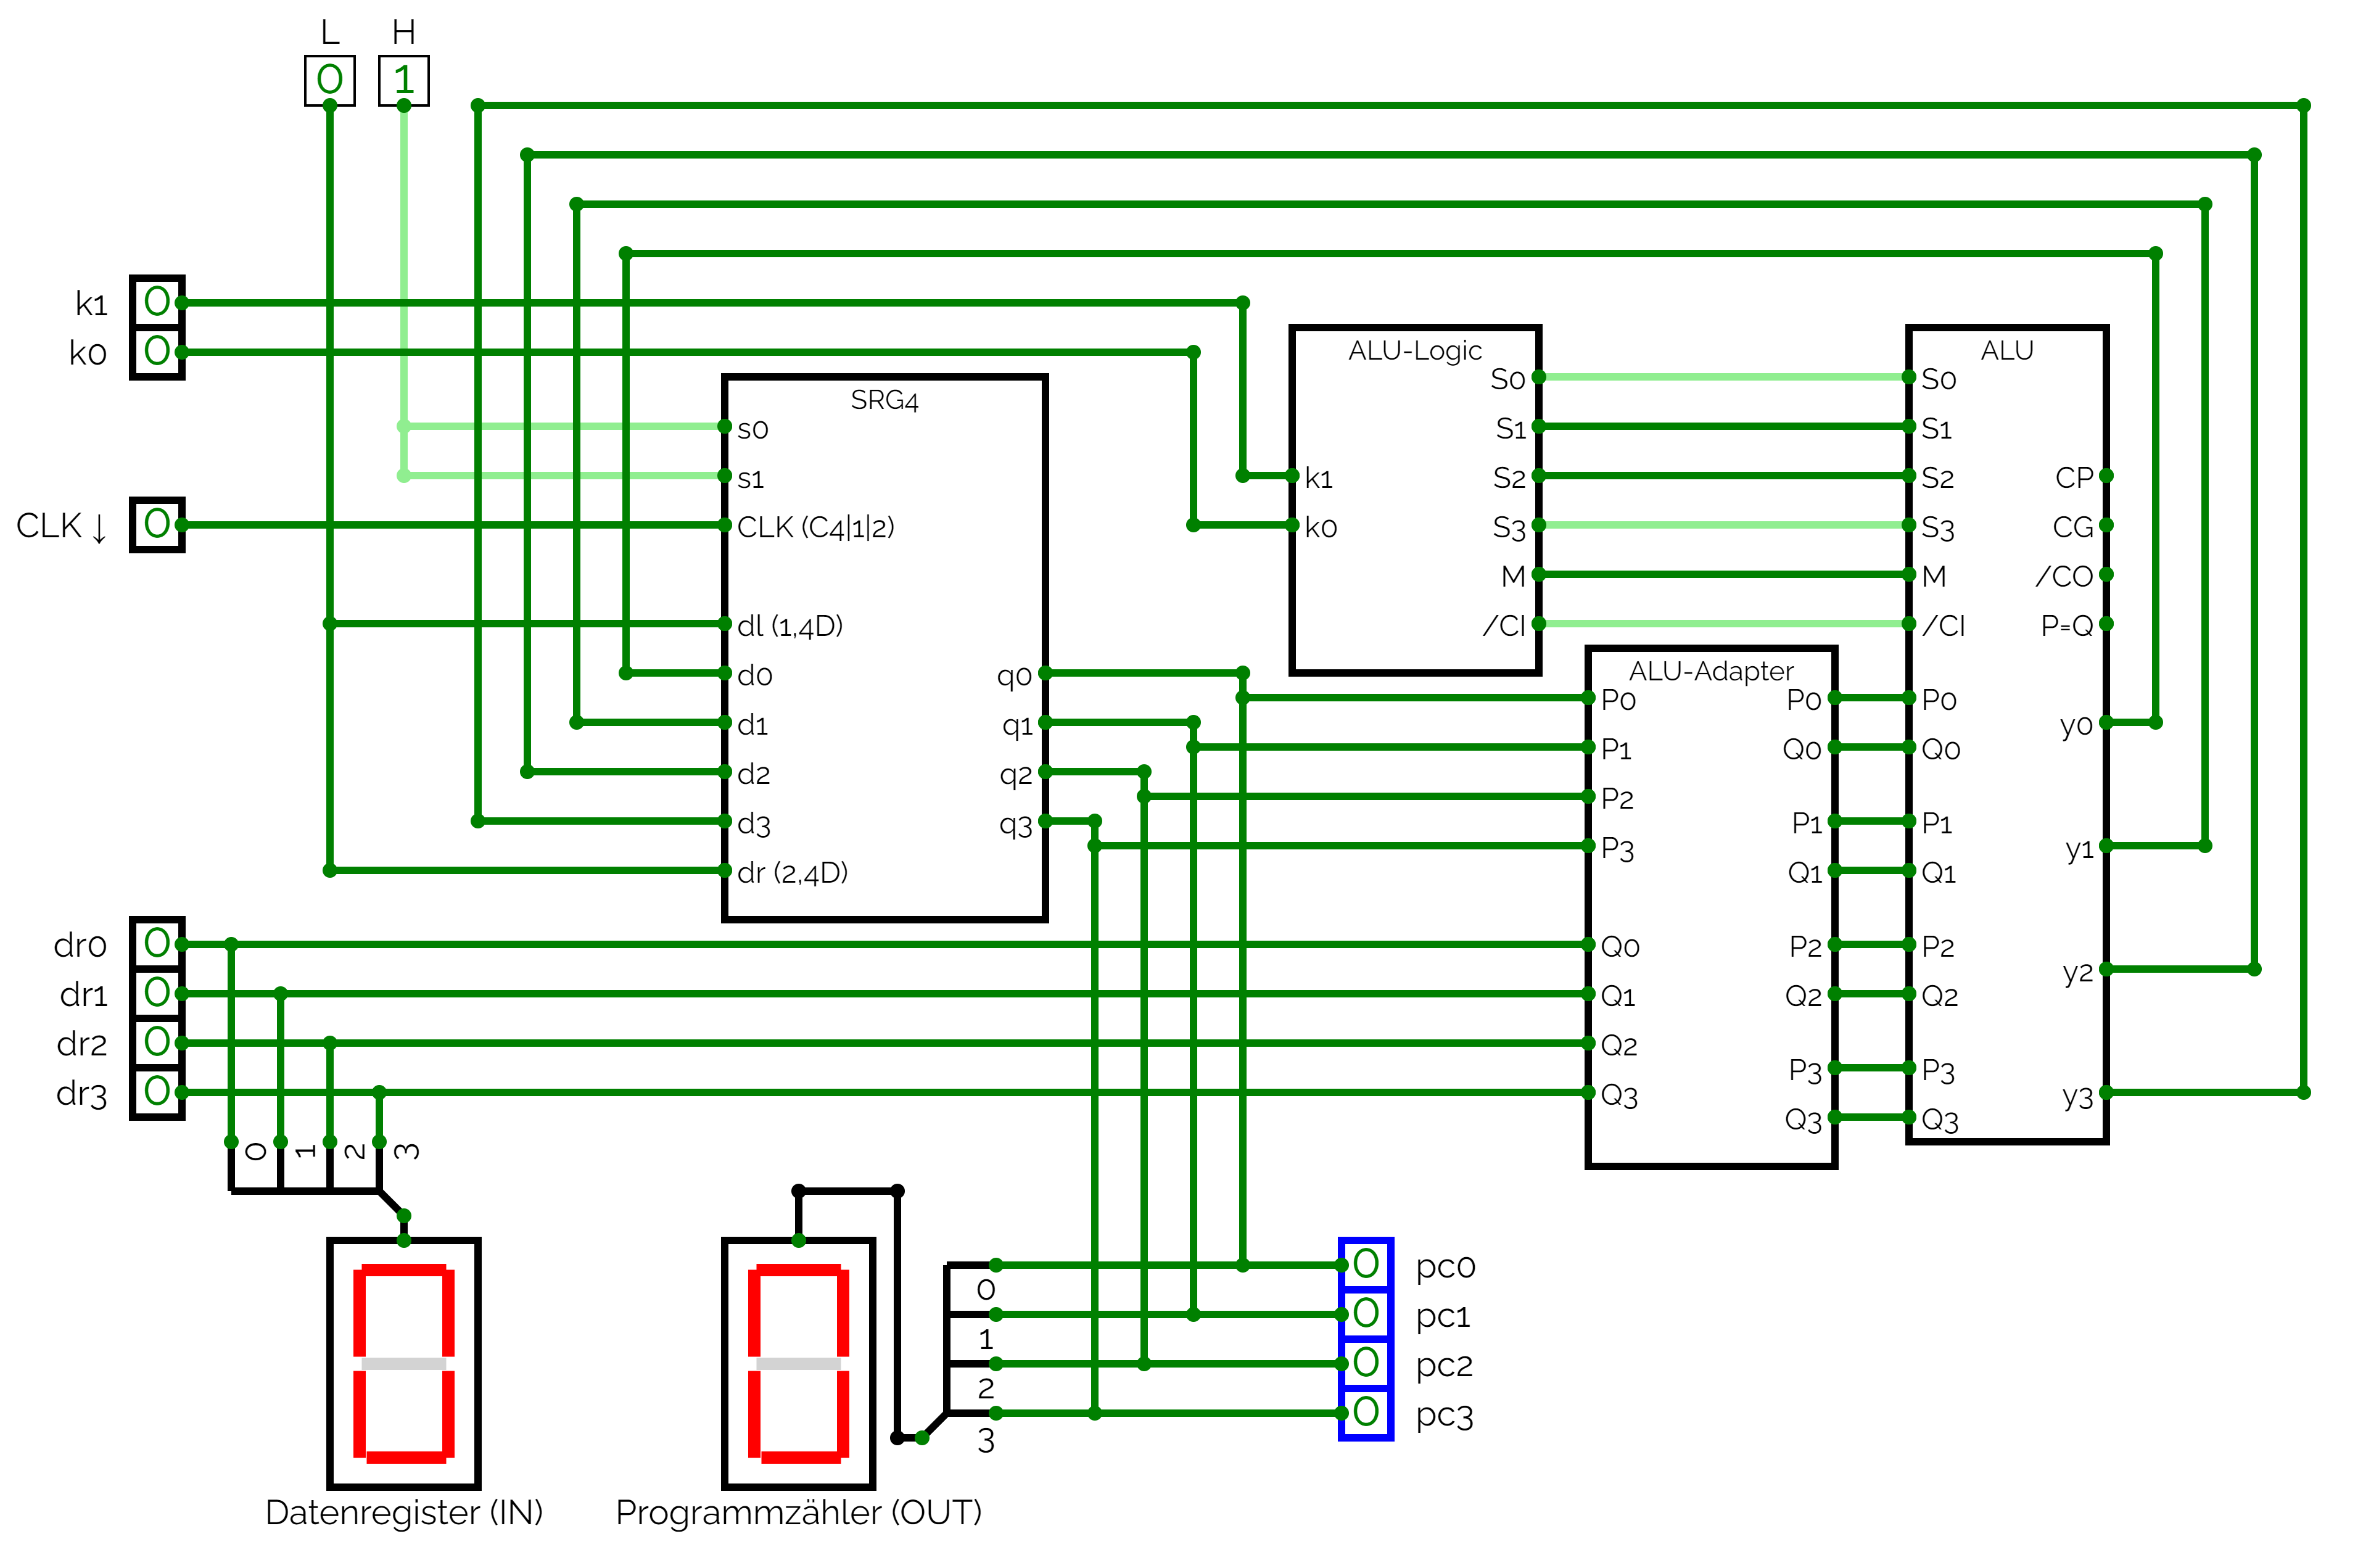 L H
0 1
k1 0
k0 0
CLK ↓ 0
SRG4
s0
s1
CLK (C4|1|2)
dl (1,4D)
d0 q0
d1 q1
d2 q2
d3 q3
dr (2,4D)
ALU-Logic
S0
S1
k1 S2
k0 S3
M
/CI
ALU
S0
S1
S2 CP
S3 CG
M /CO
/CI P=Q
P0 y0
Q0
P1 y1
Q1
P2 y2
Q2
P3 y3
Q3
ALU-Adapter
P0 P0
P1 Q0
P2 P1
P3 Q1
Q0 P2
Q1 Q2
Q2 P3
Q3 Q3
dr0 0
dr1 0
dr2 0
dr3 0
0 1 2 3
0
Datenregister (IN)
0
Programmzähler (OUT)
0
1
2
3
0 pc0
0 pc1
0 pc2
0 pc3